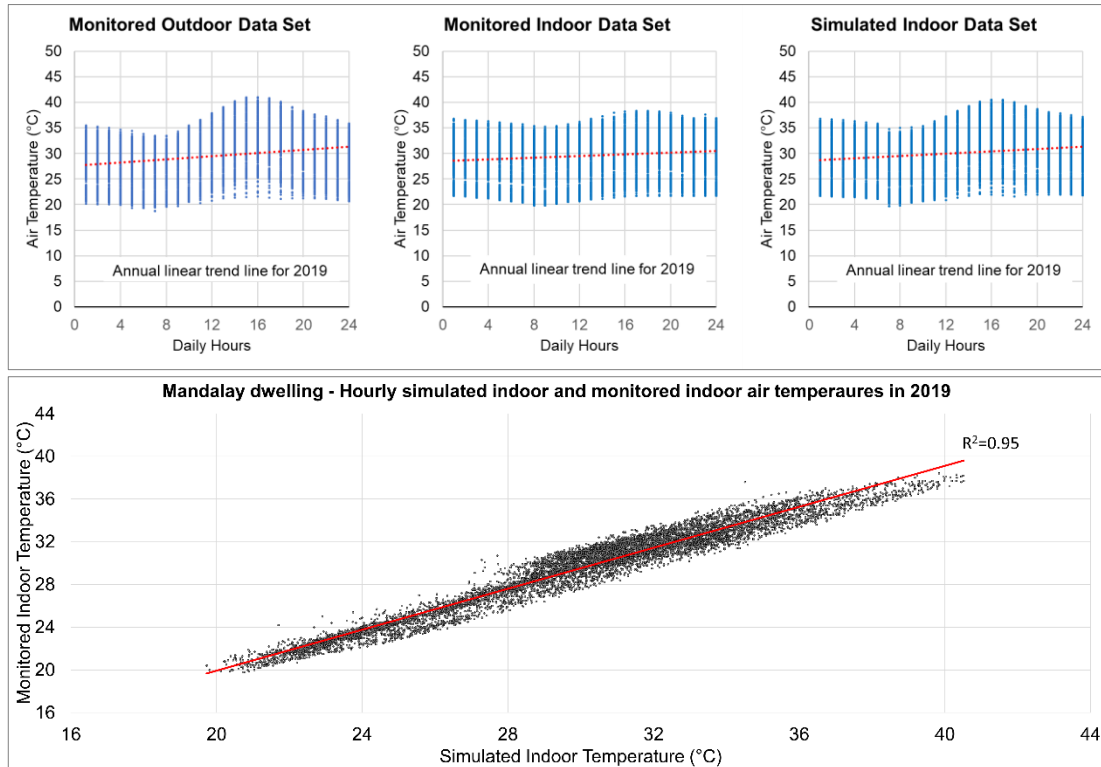 Monitored Outdoor Data Set
50
45
40
35
30
25
20
15
10
5
0
Air Temperature (°C)
Annual linear trend line for 2019
0 4 8 12 16 20 24
Daily Hours
Monitored Indoor Data Set
50
45
40
35
30
25
20
15
10
5
0
Air Temperature (°C)
Annual linear trend line for 2019
0 4 8 12 16 20 24
Daily Hours
Simulated Indoor Data Set
50
45
40
35
30
25
20
15
10
5
0
Air Temperature (°C)
Annual linear trend line for 2019
0 4 8 12 16 20 24
Daily Hours
Mandalay dwelling - Hourly simulated indoor and monitored indoor air temperaures in 2019
44
40
36
32
28
24
20
16
Monitored Indoor Temperature (°C)
R²=0.95
16 20 24 28 32 36 40 44
Simulated Indoor Temperature (°C)